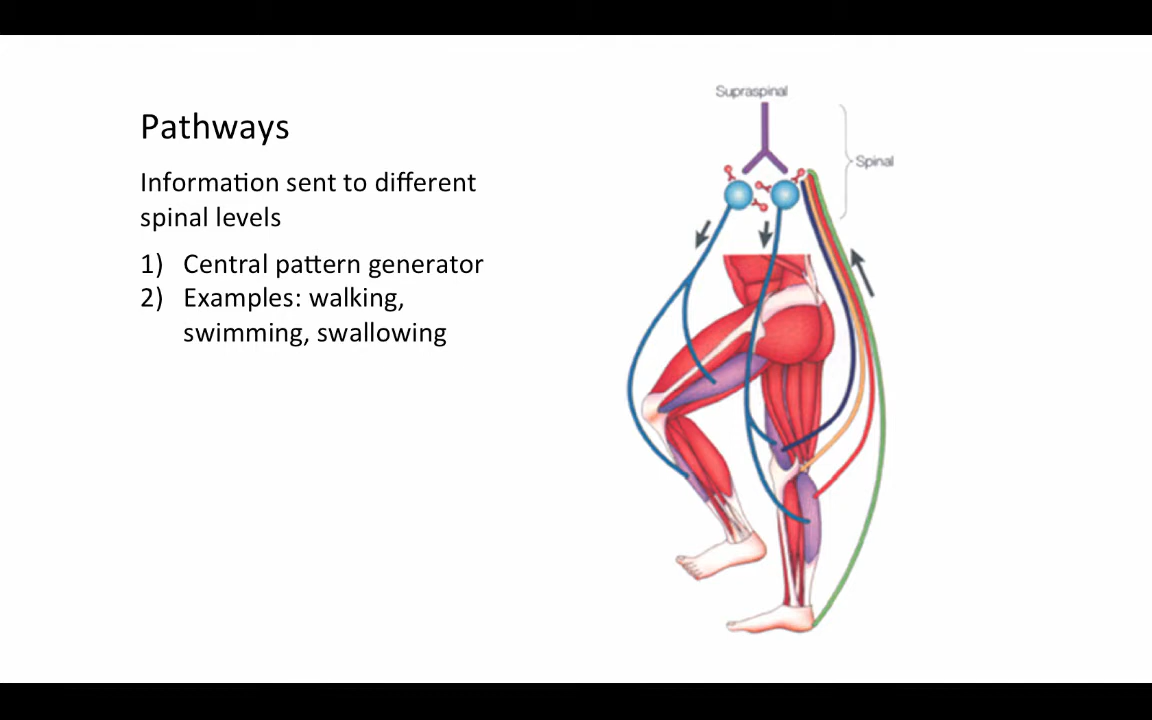 Pathways
Information sent to different
spinal levels
1) Central pattern generator
2) Examples: walking,
swimming, swallowing
Supraspinal
Spinal